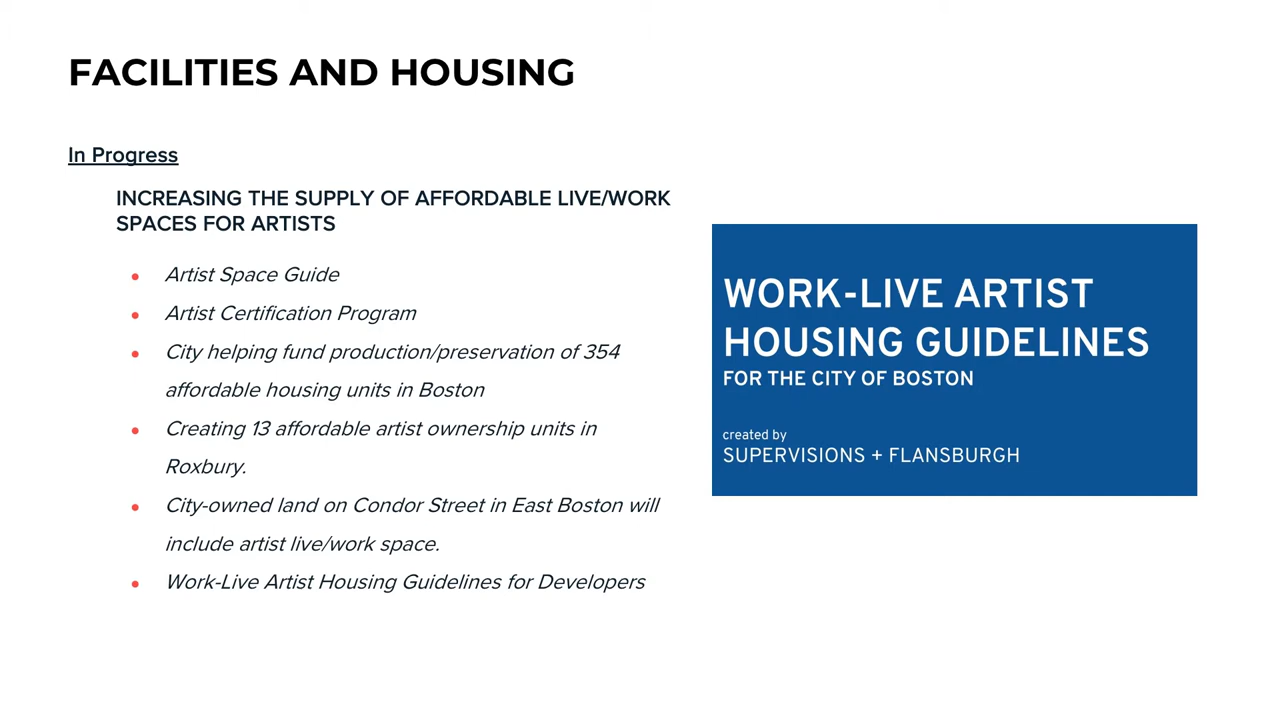 FACILITIES AND HOUSING
In Progress
INCREASING THE SUPPLY OF AFFORDABLE LIVE/WORK
SPACES FOR ARTISTS
Artist Space Guide
Artist Certification Program
City helping fund production/preservation of 354
affordable housing units in Boston
Creating 13 affordable artist ownership units in
Roxbury.
City-owned land on Condor Street in East Boston will
include artist live/work space.
Work-Live Artist Housing Guidelines for Developers
WORK-LIVE ARTIST
HOUSING GUIDELINES
FOR THE CITY OF BOSTON
created by
SUPERVISIONS + FLANSBURGH